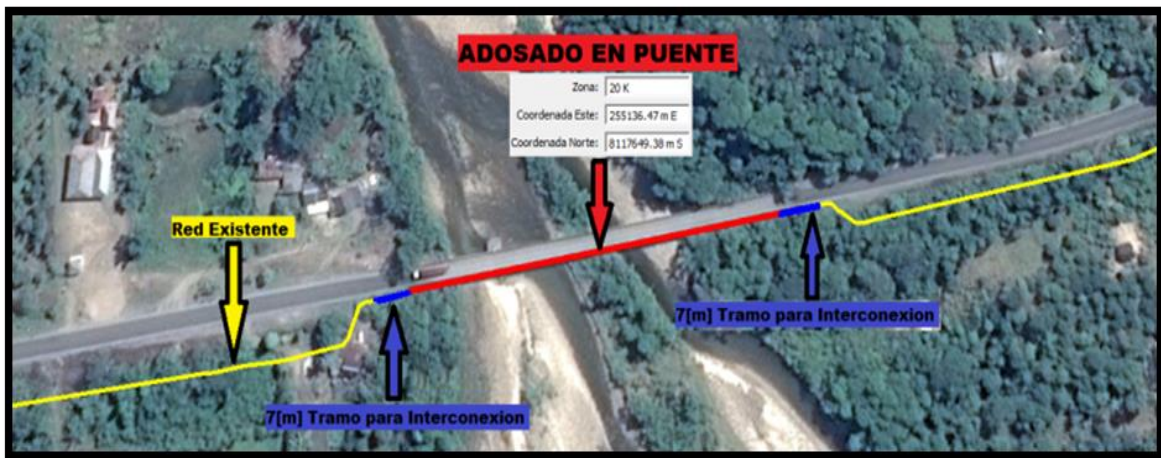 ADOSADO EN PUENTE
Zona: 20 K
Coordenada Este: 255136.47 m E
Coordenada Norte: 8117649.38 m S
Red Existente
7[m] Tramo para Interconexion
7[m] Tramo para Interconexion